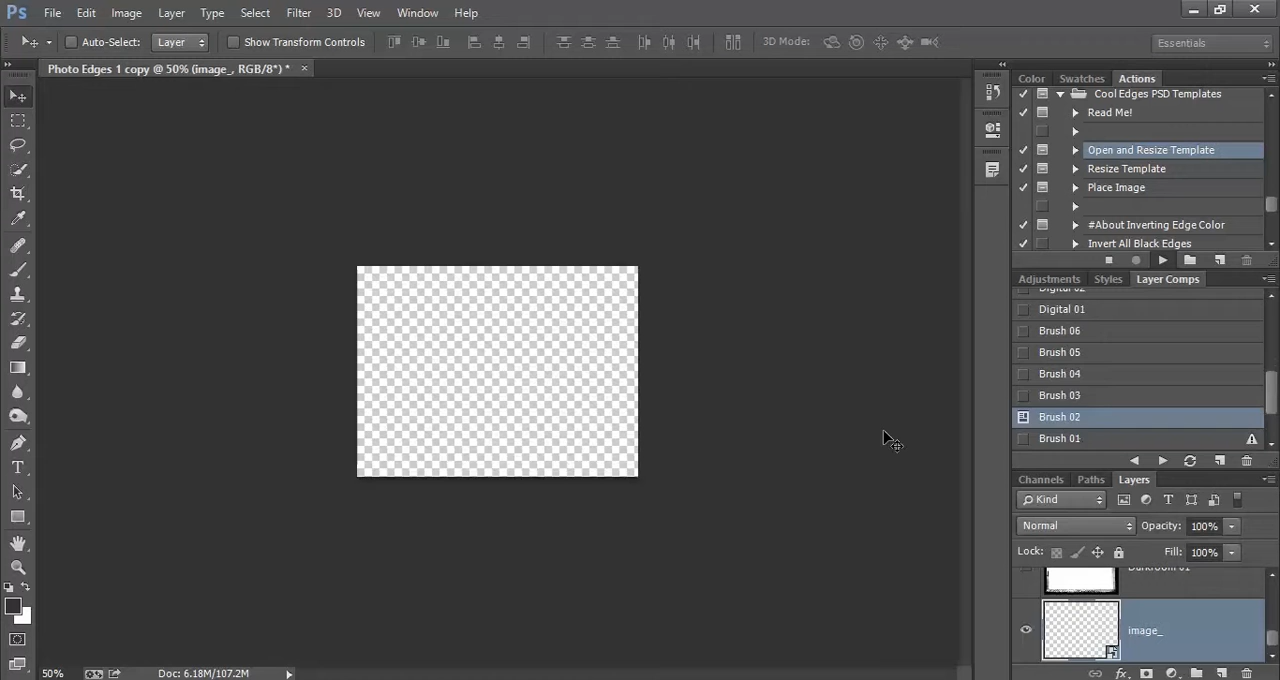 Ps File Edit Image Layer Type Select Filter 3D View Window Help
Auto-Select: Layer Show Transform Controls 3D Mode: Essentials
Photo Edges 1 copy @ 50% (image_, RGB/8*) * ×
Color Swatches Actions
Cool Edges PSD Templates
Read Me!
Open and Resize Template
Resize Template
Place Image
#About Inverting Edge Color
Invert All Black Edges
Adjustments Styles Layer Comps
Digital 02
Digital 01
Brush 06
Brush 05
Brush 04
Brush 03
Brush 02
Brush 01
Channels Paths Layers
Kind
Normal Opacity: 100%
Lock: Fill: 100%
Darkroom 01
image_
50% Doc: 6.18M/107.2M